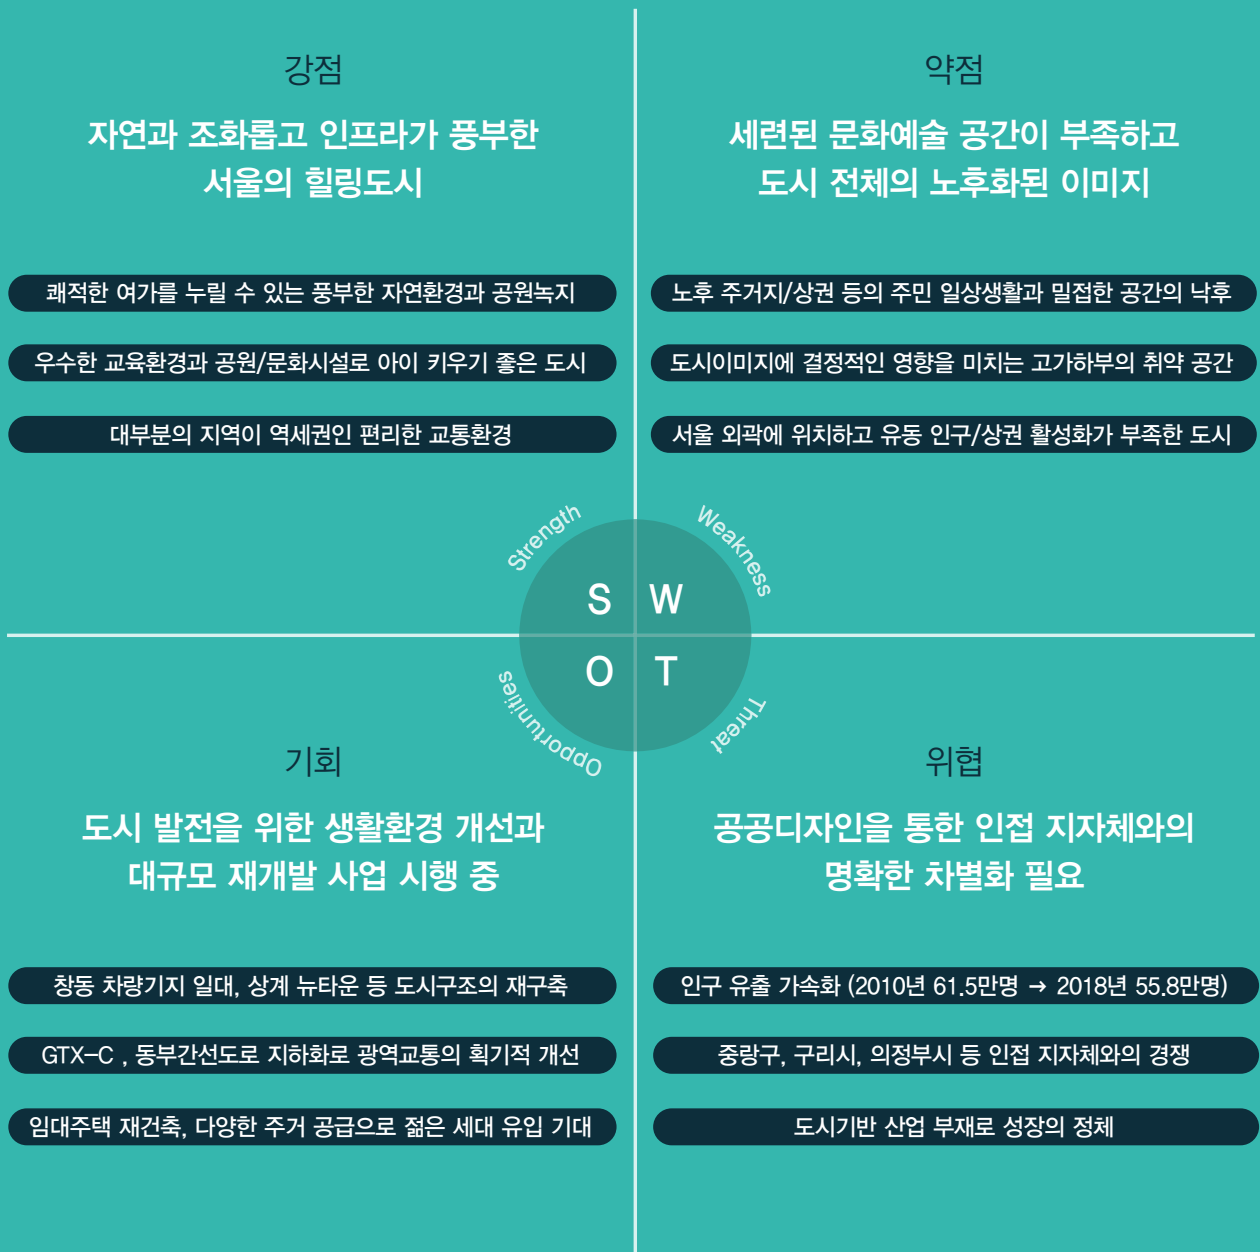 강점
자연과 조화롭고 인프라가 풍부한
서울의 힐링도시
쾌적한 여가를 누릴 수 있는 풍부한 자연환경과 공원녹지
우수한 교육환경과 공원/문화시설로 아이 키우기 좋은 도시
대부분의 지역이 역세권인 편리한 교통환경
약점
세련된 문화예술 공간이 부족하고
도시 전체의 노후화된 이미지
노후 주거지/상권 등의 주민 일상생활과 밀접한 공간의 낙후
도시이미지에 결정적인 영향을 미치는 고가하부의 취약 공간
서울 외곽에 위치하고 유동 인구/상권 활성화가 부족한 도시
Strength
Weakness
S W
O T
Opportunities
Threat
기회
도시 발전을 위한 생활환경 개선과
대규모 재개발 사업 시행 중
창동 차량기지 일대, 상계 뉴타운 등 도시구조의 재구축
GTX-C , 동부간선도로 지하화로 광역교통의 획기적 개선
임대주택 재건축, 다양한 주거 공급으로 젊은 세대 유입 기대
위협
공공디자인을 통한 인접 지자체와의
명확한 차별화 필요
인구 유출 가속화 (2010년 61.5만명 → 2018년 55.8만명)
중랑구, 구리시, 의정부시 등 인접 지자체와의 경쟁
도시기반 산업 부재로 성장의 정체